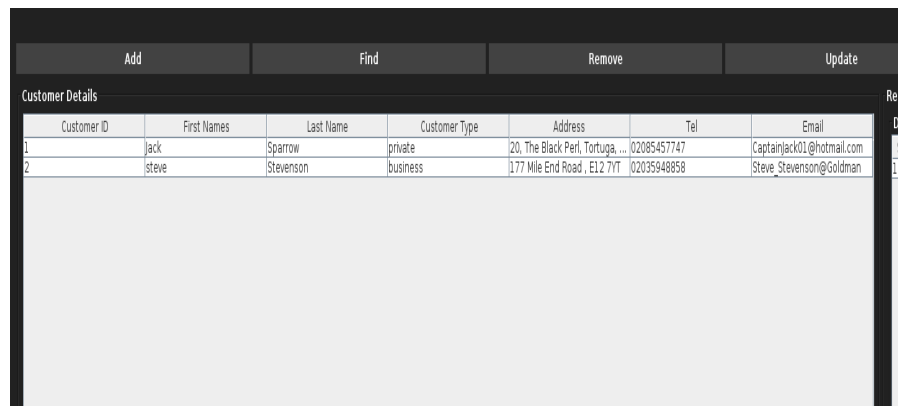 Add Find Remove Update
Customer Details Re
Customer ID First Names Last Name Customer Type Address Tel Email D
1 Jack Sparrow private 20, The Black Perl, Tortuga, ... 02085457747 CaptainJack01@hotmail.com
2 steve Stevenson business 177 Mile End Road , E12 7YT 02035948858 Steve_Stevenson@Goldman 1